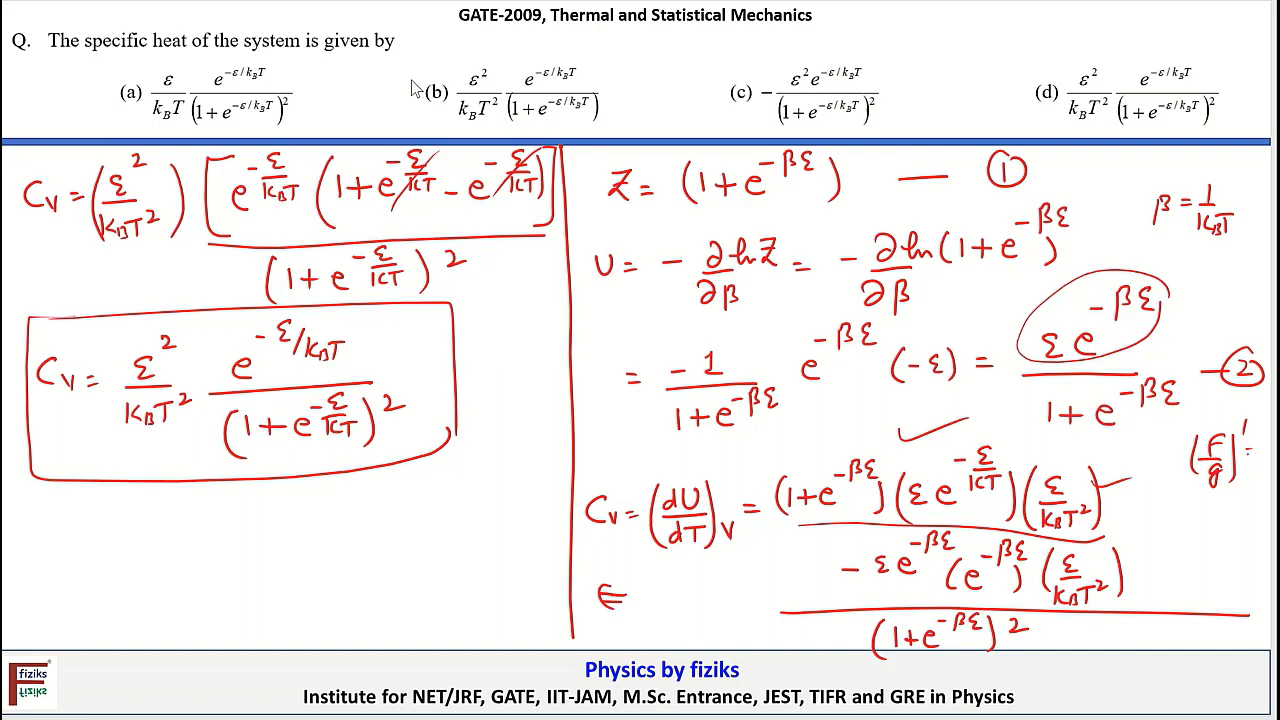 GATE-2009, Thermal and Statistical Mechanics
Q. The specific heat of the system is given by
(a) ε/(k_BT) e^(−ε/k_BT)/(1+e^(−ε/k_BT))²
(b) ε²/(k_BT²) e^(−ε/k_BT)/(1+e^(−ε/k_BT))
(c) − ε²e^(−ε/k_BT)/(1+e^(−ε/k_BT))²
(d) ε²/(k_BT²) e^(−ε/k_BT)/(1+e^(−ε/k_BT))²
Z = (1+e^(−βε)) — ①
β = 1/(k_BT)
U = − ∂lnZ/∂β = − ∂ln(1+e^(−βε))/∂β
= −1/(1+e^(−βε)) e^(−βε) (−ε) = εe^(−βε)/(1+e^(−βε)) — ②
(F/g)' =
C_V = (dU/dT)_V = [(1+e^(−βε)) (εe^(−ε/KT)) (ε/(k_BT²))
− εe^(−βε) (e^(−βε)) (ε/(k_BT²))]/(1+e^(−βε))²
C_V = (ε²/(k_BT²)) [e^(−ε/k_BT) (1+e^(−ε/KT) − e^(−ε/KT))]/(1+e^(−ε/KT))²
C_V = ε²/(k_BT²) e^(−ε/k_BT)/(1+e^(−ε/KT))²
fiziks
fiziks
Physics by fiziks
Institute for NET/JRF, GATE, IIT-JAM, M.Sc. Entrance, JEST, TIFR and GRE in Physics